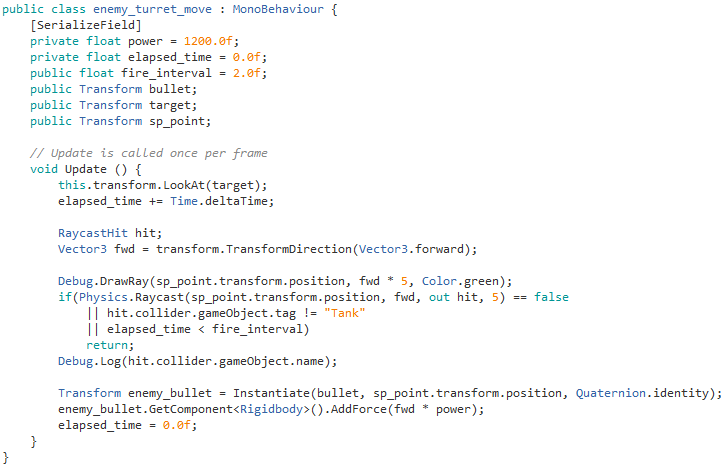 public class enemy_turret_move : MonoBehaviour {
    [SerializeField]
    private float power = 1200.0f;
    private float elapsed_time = 0.0f;
    public float fire_interval = 2.0f;
    public Transform bullet;
    public Transform target;
    public Transform sp_point;

    // Update is called once per frame
    void Update () {
        this.transform.LookAt(target);
        elapsed_time += Time.deltaTime;

        RaycastHit hit;
        Vector3 fwd = transform.TransformDirection(Vector3.forward);

        Debug.DrawRay(sp_point.transform.position, fwd * 5, Color.green);
        if(Physics.Raycast(sp_point.transform.position, fwd, out hit, 5) == false
            || hit.collider.gameObject.tag != "Tank"
            || elapsed_time < fire_interval)
            return;
        Debug.Log(hit.collider.gameObject.name);

        Transform enemy_bullet = Instantiate(bullet, sp_point.transform.position, Quaternion.identity);
        enemy_bullet.GetComponent<Rigidbody>().AddForce(fwd * power);
        elapsed_time = 0.0f;
    }
}